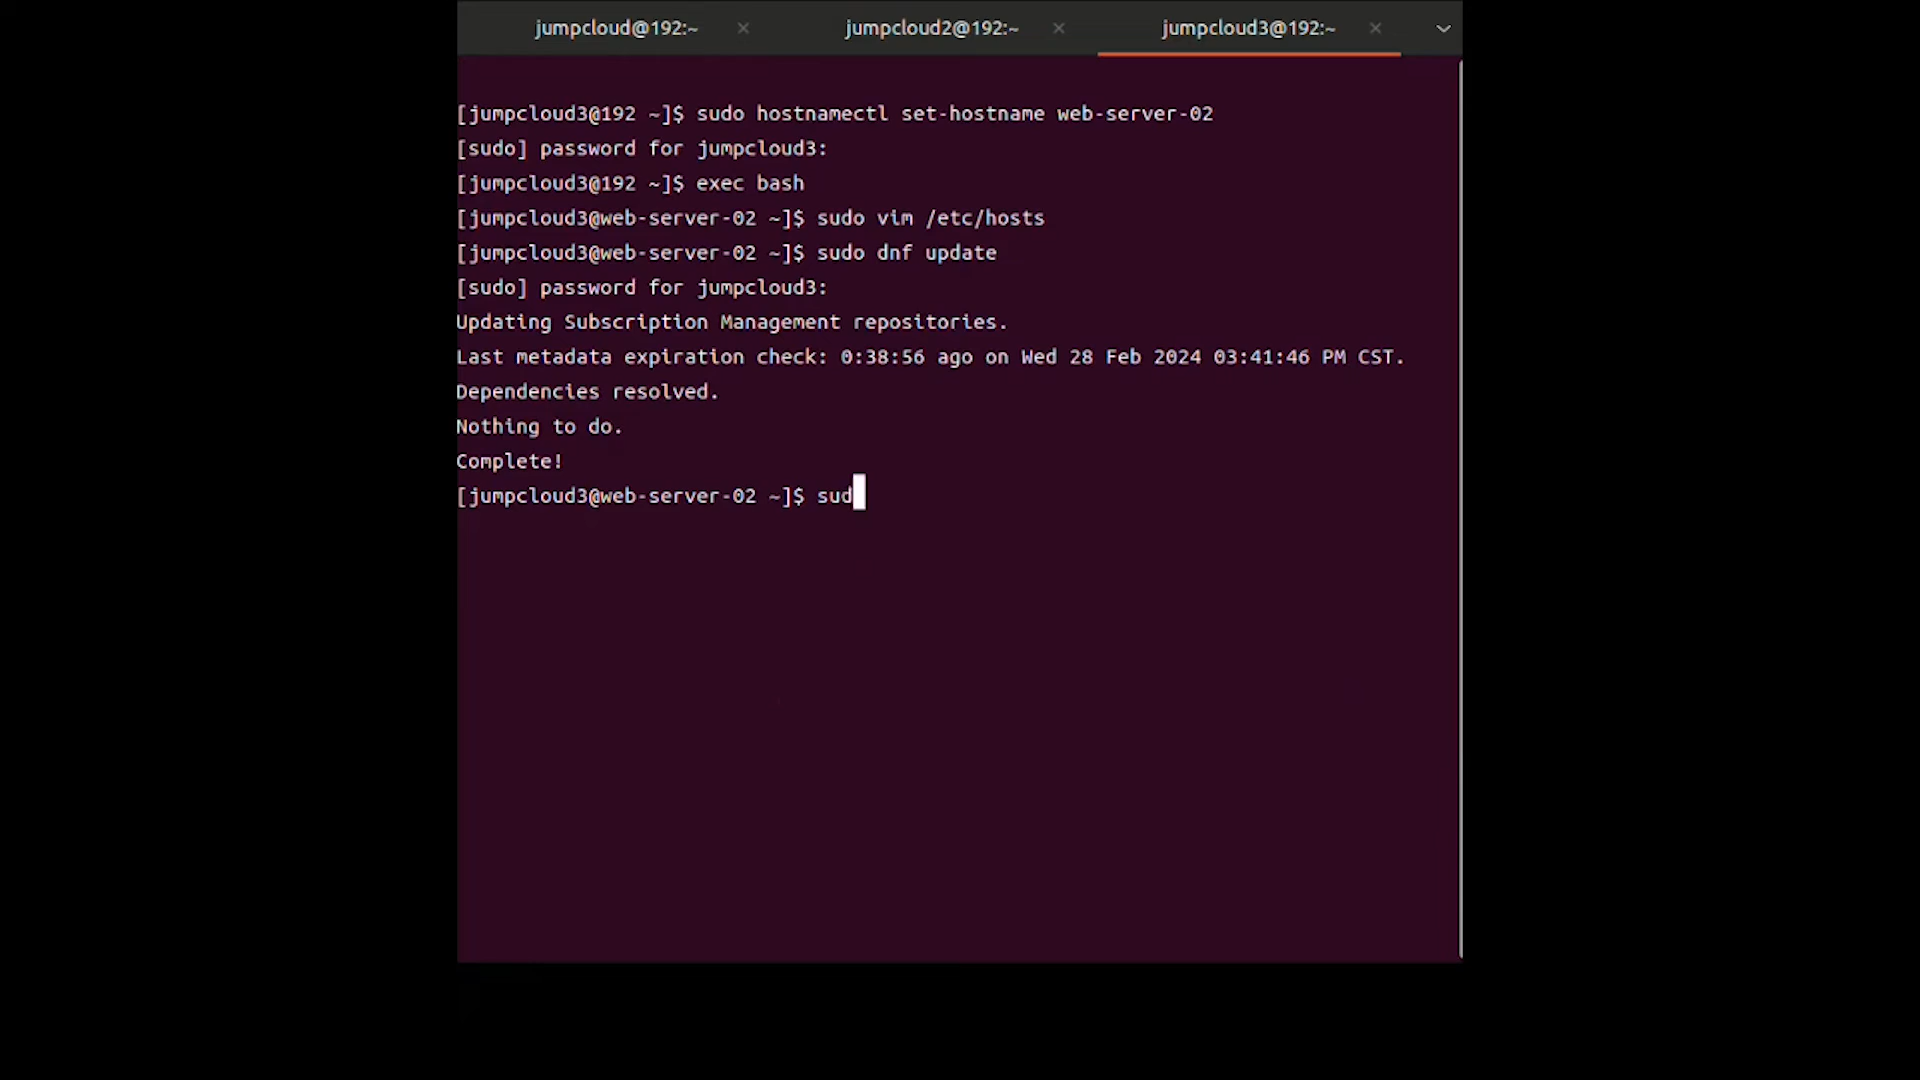 jumpcloud@192:~ × jumpcloud2@192:~ × jumpcloud3@192:~ ×
[jumpcloud3@192 ~]$ sudo hostnamectl set-hostname web-server-02
[sudo] password for jumpcloud3:
[jumpcloud3@192 ~]$ exec bash
[jumpcloud3@web-server-02 ~]$ sudo vim /etc/hosts
[jumpcloud3@web-server-02 ~]$ sudo dnf update
[sudo] password for jumpcloud3:
Updating Subscription Management repositories.
Last metadata expiration check: 0:38:56 ago on Wed 28 Feb 2024 03:41:46 PM CST.
Dependencies resolved.
Nothing to do.
Complete!
[jumpcloud3@web-server-02 ~]$ sud